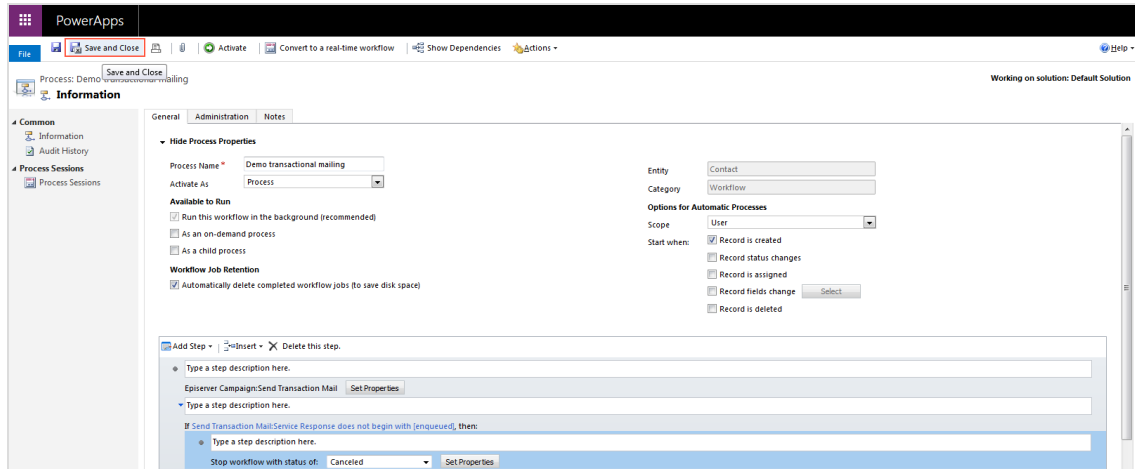 PowerApps
File Save and Close Activate Convert to a real-time workflow Show Dependencies Actions Help
Save and Close
Process: Demo transactional mailing
Information
Working on solution: Default Solution
Common
Information
Audit History
Process Sessions
Process Sessions
General Administration Notes
Hide Process Properties
Process Name* Demo transactional mailing
Activate As Process
Available to Run
Run this workflow in the background (recommended)
As an on-demand process
As a child process
Workflow Job Retention
Automatically delete completed workflow jobs (to save disk space)
Entity Contact
Category Workflow
Options for Automatic Processes
Scope User
Start when: Record is created
Record status changes
Record is assigned
Record fields change Select
Record is deleted
Add Step Insert Delete this step.
Type a step description here.
Episerver Campaign:Send Transaction Mail Set Properties
Type a step description here.
If Send Transaction Mail:Service Response does not begin with [enqueued], then:
Type a step description here.
Stop workflow with status of: Canceled Set Properties